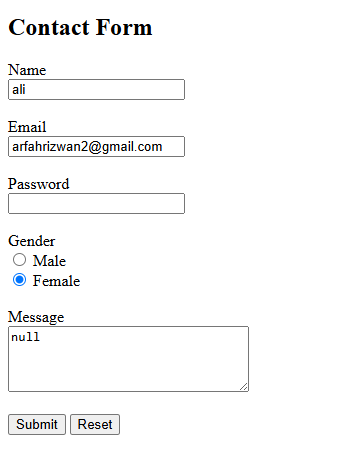 Contact Form
Name
ali
Email
arfahrizwan2@gmail.com
Password
Gender
Male
Female
Message
null
Submit Reset